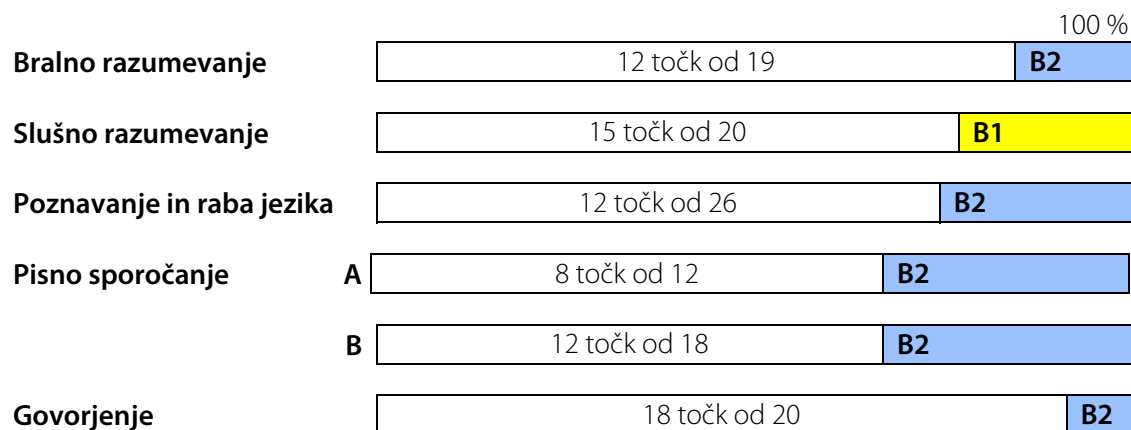 100 %
Bralno razumevanje 12 točk od 19 B2
Slušno razumevanje 15 točk od 20 B1
Poznavanje in raba jezika 12 točk od 26 B2
Pisno sporočanje A 8 točk od 12 B2
B 12 točk od 18 B2
Govorjenje 18 točk od 20 B2